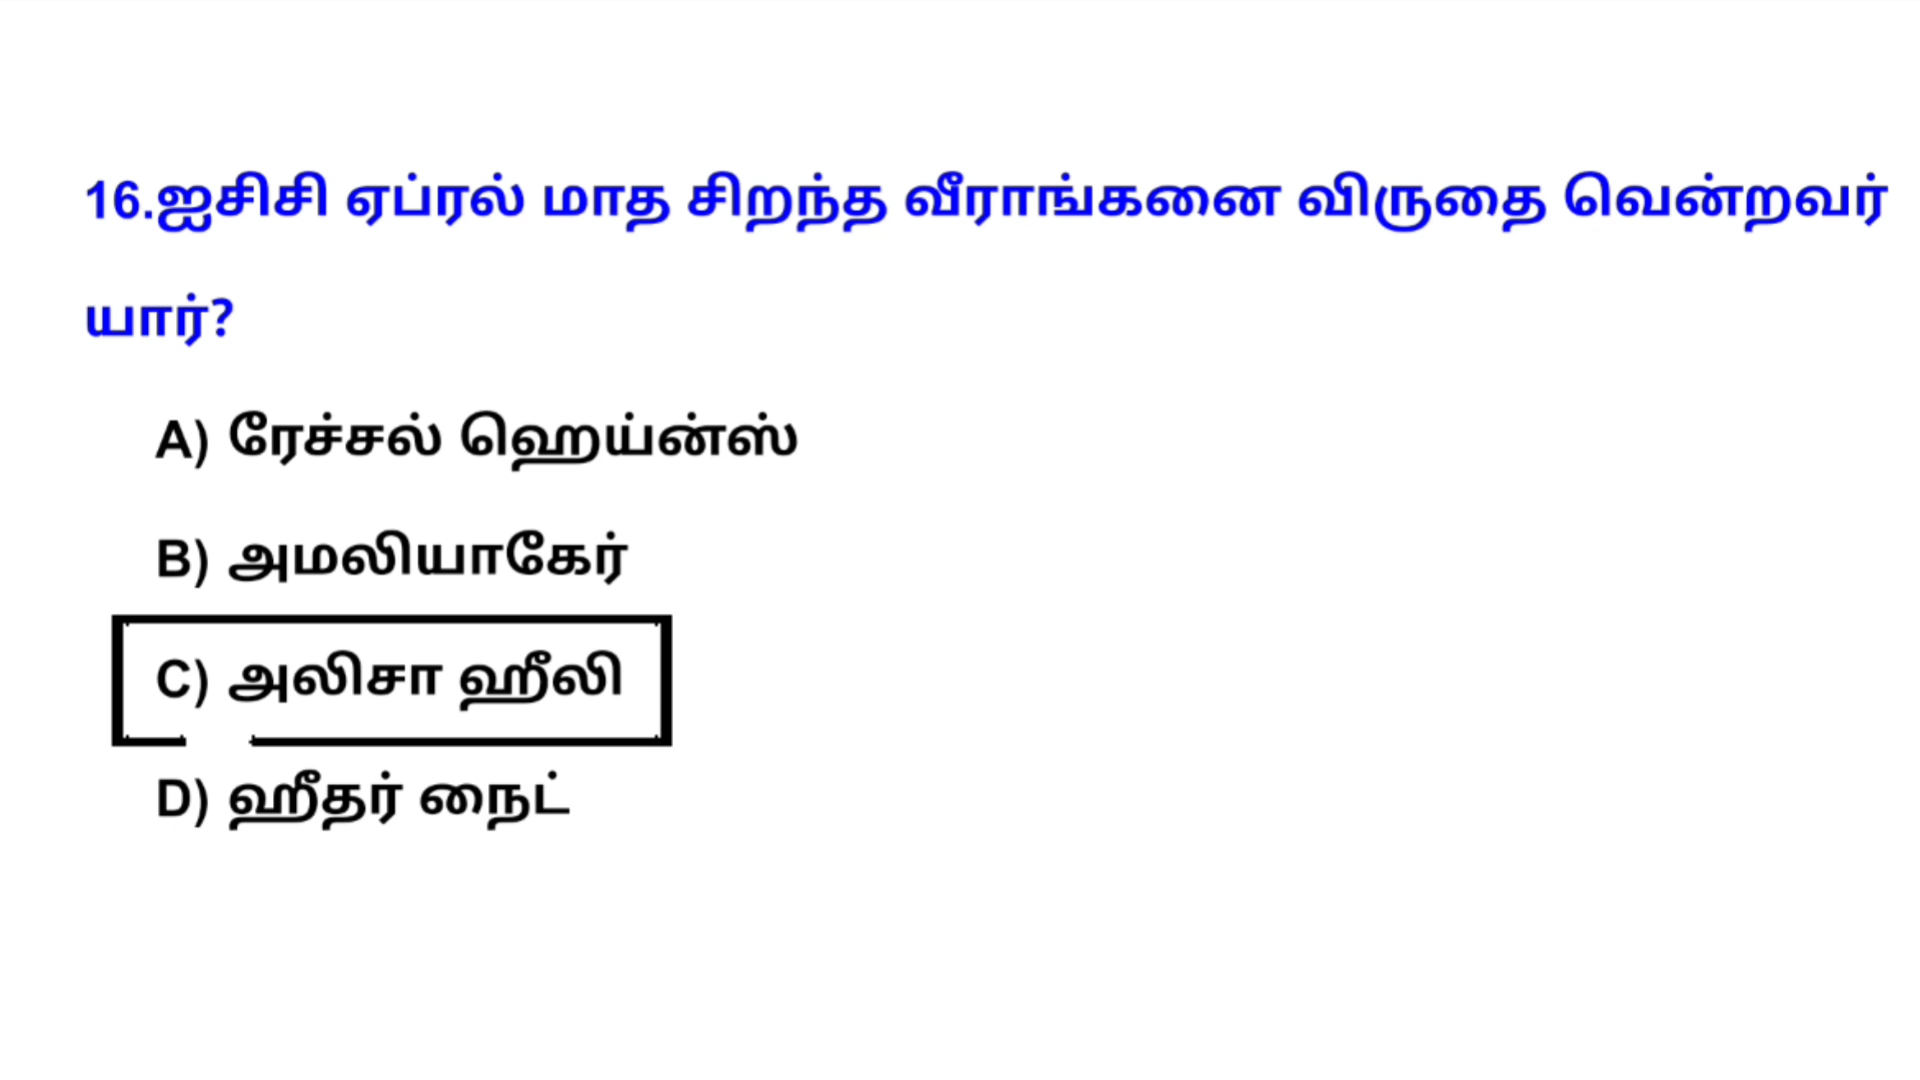 16.ஐசிசி ஏப்ரல் மாத சிறந்த வீராங்கனை விருதை வென்றவர்
யார்?
A) ரேச்சல் ஹெய்ன்ஸ்
B) அமலியாகேர்
C) அலிசா ஹீலி
D) ஹீதர் நைட்